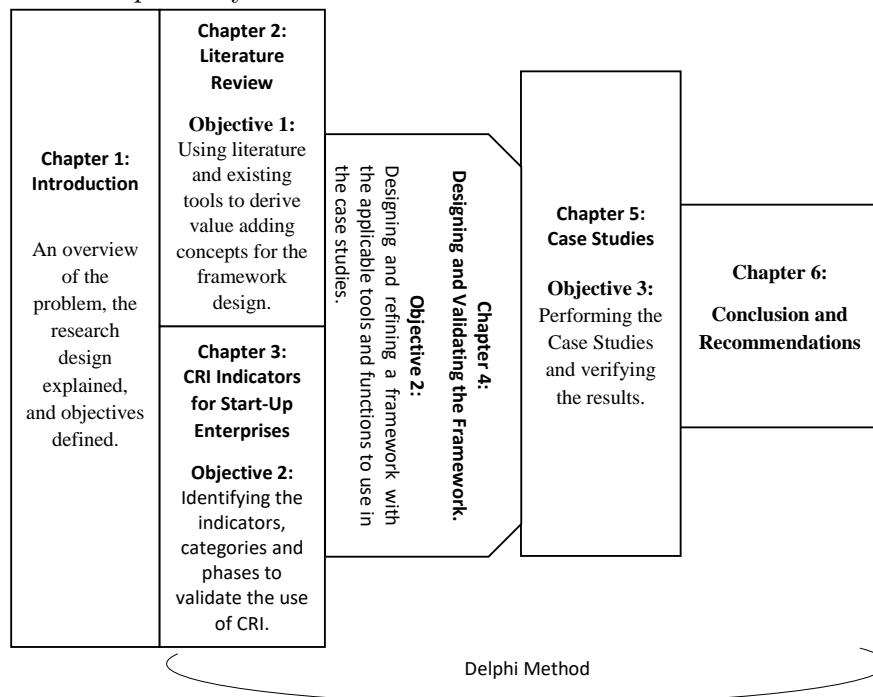 Chapter 1:
Introduction
An overview
of the
problem, the
research
design
explained,
and objectives
defined.
Chapter 2:
Literature
Review
Objective 1:
Using literature
and existing
tools to derive
value adding
concepts for the
framework
design.
Chapter 3:
CRI Indicators
for Start-Up
Enterprises
Objective 2:
Identifying the
indicators,
categories and
phases to
validate the use
of CRI.
Chapter 4:
Designing and Validating the Framework.
Objective 2:
Designing and refining a framework with
the applicable tools and functions to use in
the case studies.
Chapter 5:
Case Studies
Objective 3:
Performing the
Case Studies
and verifying
the results.
Chapter 6:
Conclusion and
Recommendations
Delphi Method